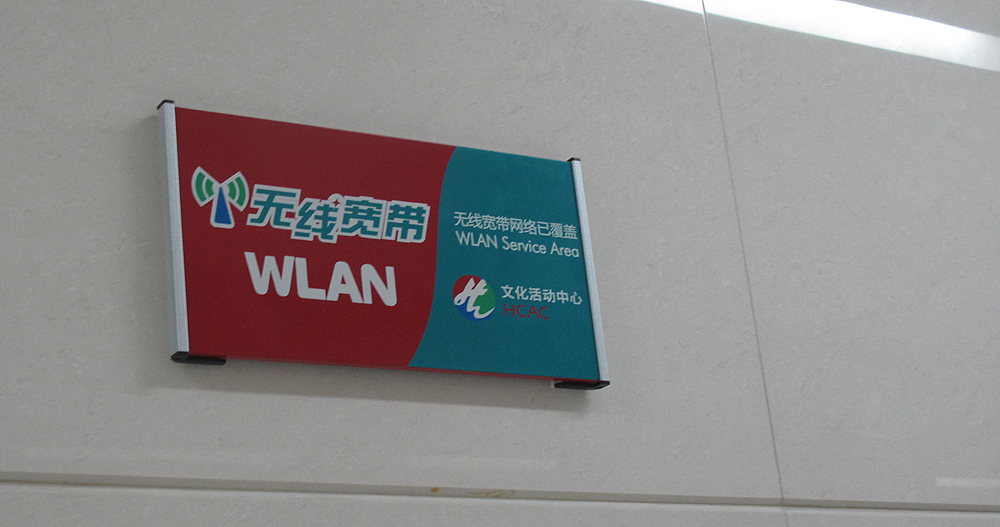 无线宽带
WLAN
无线宽带网络已覆盖
WLAN Service Area
文化活动中心
HCAC